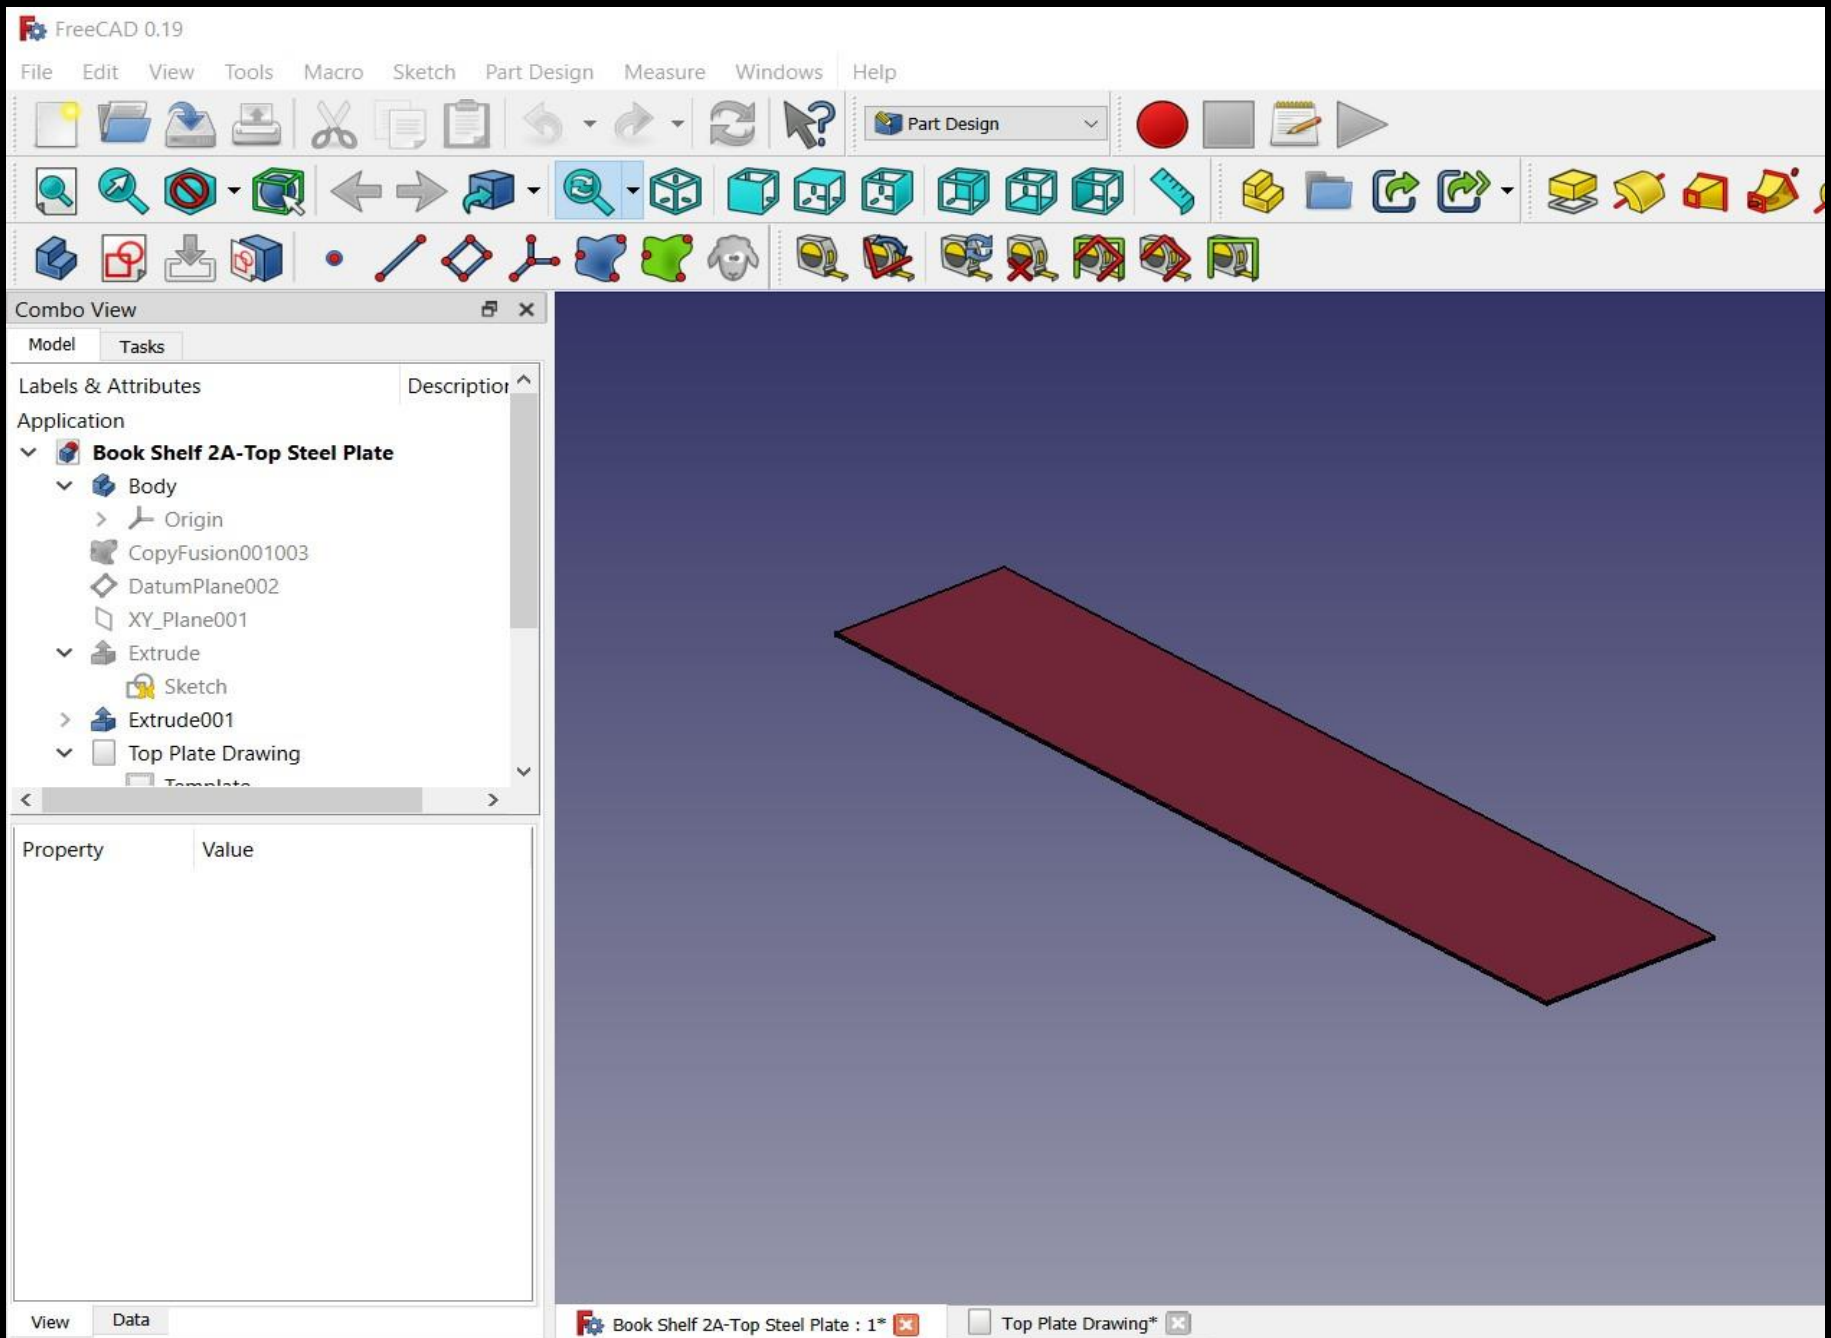 FreeCAD 0.19
File Edit View Tools Macro Sketch Part Design Measure Windows Help
Part Design
Combo View
Model Tasks
Labels & Attributes Description
Application
Book Shelf 2A-Top Steel Plate
Body
Origin
CopyFusion001003
DatumPlane002
XY_Plane001
Extrude
Sketch
Extrude001
Top Plate Drawing
Template
Property Value
View Data
Book Shelf 2A-Top Steel Plate : 1* Top Plate Drawing*